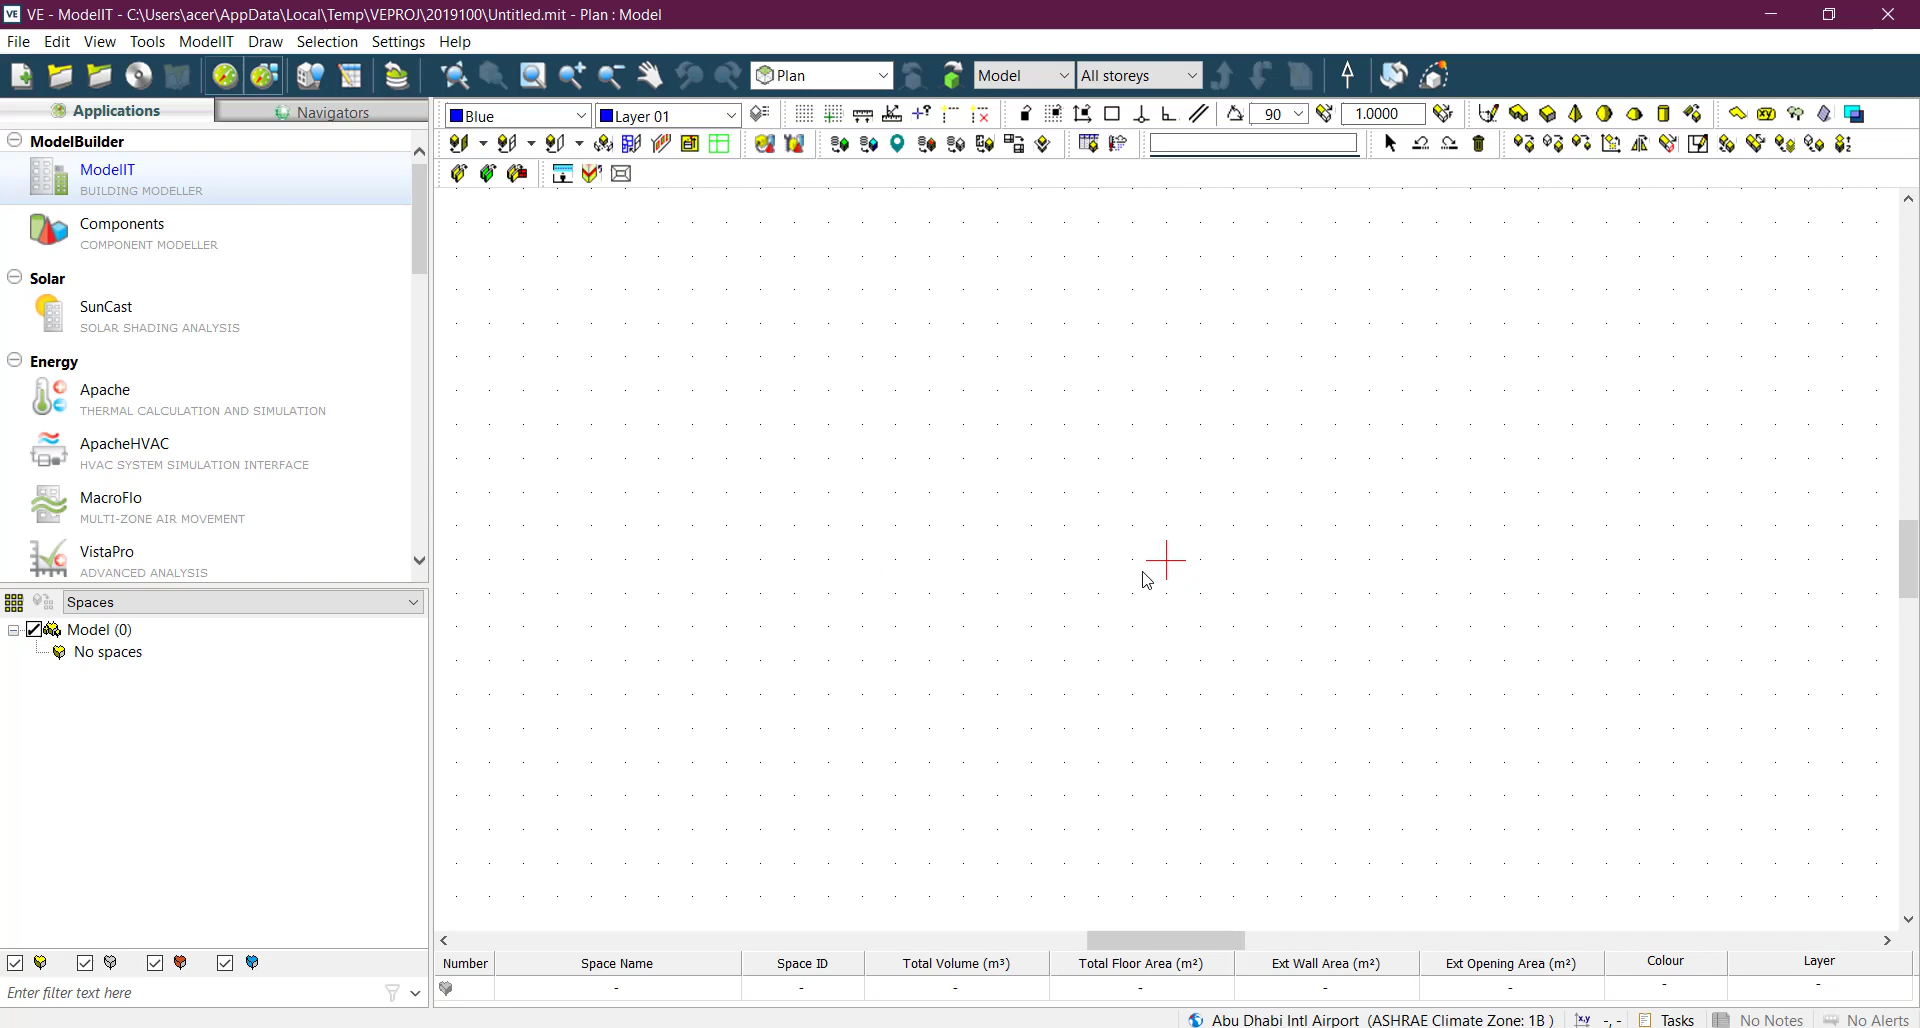 VE - ModelIT - C:\Users\acer\AppData\Local\Temp\VEPROJ\2019100\Untitled.mit - Plan : Model
File Edit View Tools ModelIT Draw Selection Settings Help
Plan Model All storeys
Applications Navigators
Blue Layer 01 90 1.0000
ModelBuilder
ModelIT
BUILDING MODELLER
Components
COMPONENT MODELLER
Solar
SunCast
SOLAR SHADING ANALYSIS
Energy
Apache
THERMAL CALCULATION AND SIMULATION
ApacheHVAC
HVAC SYSTEM SIMULATION INTERFACE
MacroFlo
MULTI-ZONE AIR MOVEMENT
VistaPro
ADVANCED ANALYSIS
Spaces
Model (0)
No spaces
Enter filter text here
Number Space Name Space ID Total Volume (m³) Total Floor Area (m²) Ext Wall Area (m²) Ext Opening Area (m²) Colour Layer
- - - - - - - -
Abu Dhabi Intl Airport (ASHRAE Climate Zone: 1B ) x,y -, - Tasks No Notes No Alerts